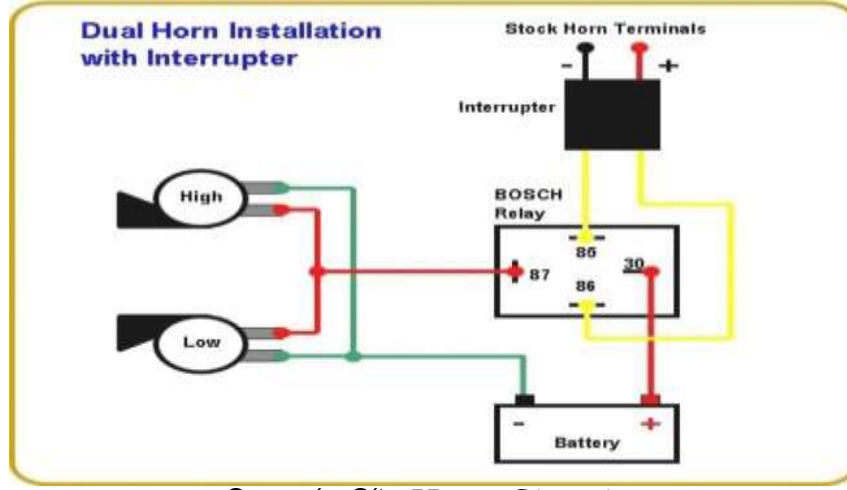 Dual Horn Installation
with Interrupter
Stock Horn Terminals
- +
Interrupter
High
BOSCH
Relay
85
30
87
86
Low
- +
Battery